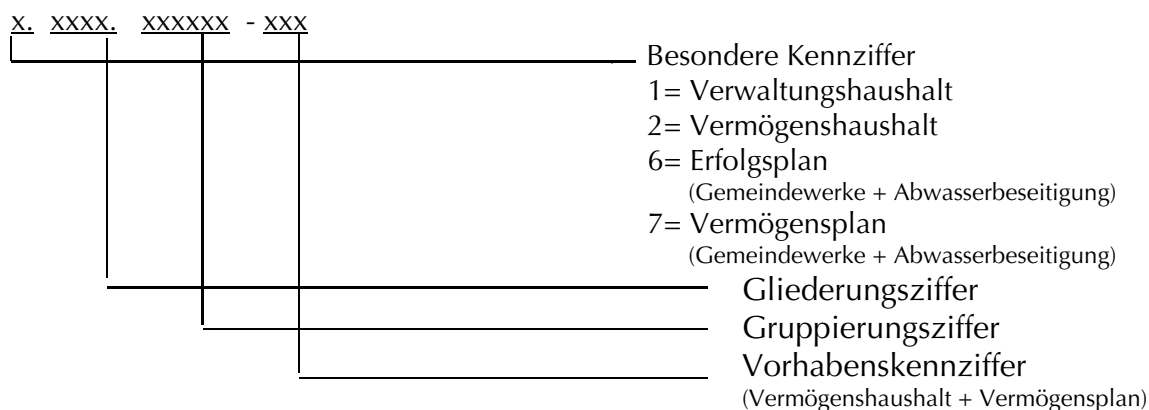 x. xxxx. xxxxxx - xxx
Besondere Kennziffer
1= Verwaltungshaushalt
2= Vermögenshaushalt
6= Erfolgsplan
(Gemeindewerke + Abwasserbeseitigung)
7= Vermögensplan
(Gemeindewerke + Abwasserbeseitigung)
Gliederungsziffer
Gruppierungsziffer
Vorhabenskennziffer
(Vermögenshaushalt + Vermögensplan)